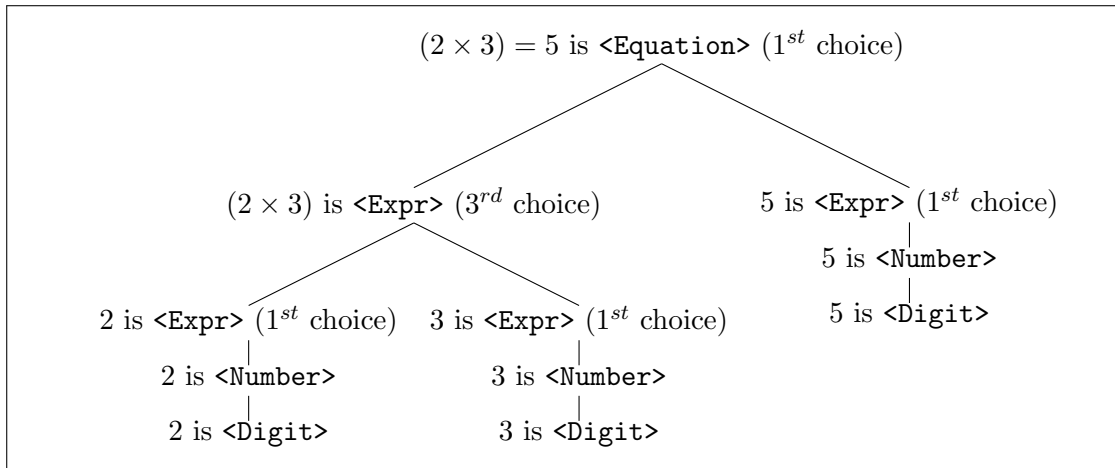 (2 × 3) = 5 is <Equation> (1st choice)
(2 × 3) is <Expr> (3rd choice)
5 is <Expr> (1st choice)
5 is <Number>
5 is <Digit>
2 is <Expr> (1st choice)
3 is <Expr> (1st choice)
2 is <Number>
3 is <Number>
2 is <Digit>
3 is <Digit>